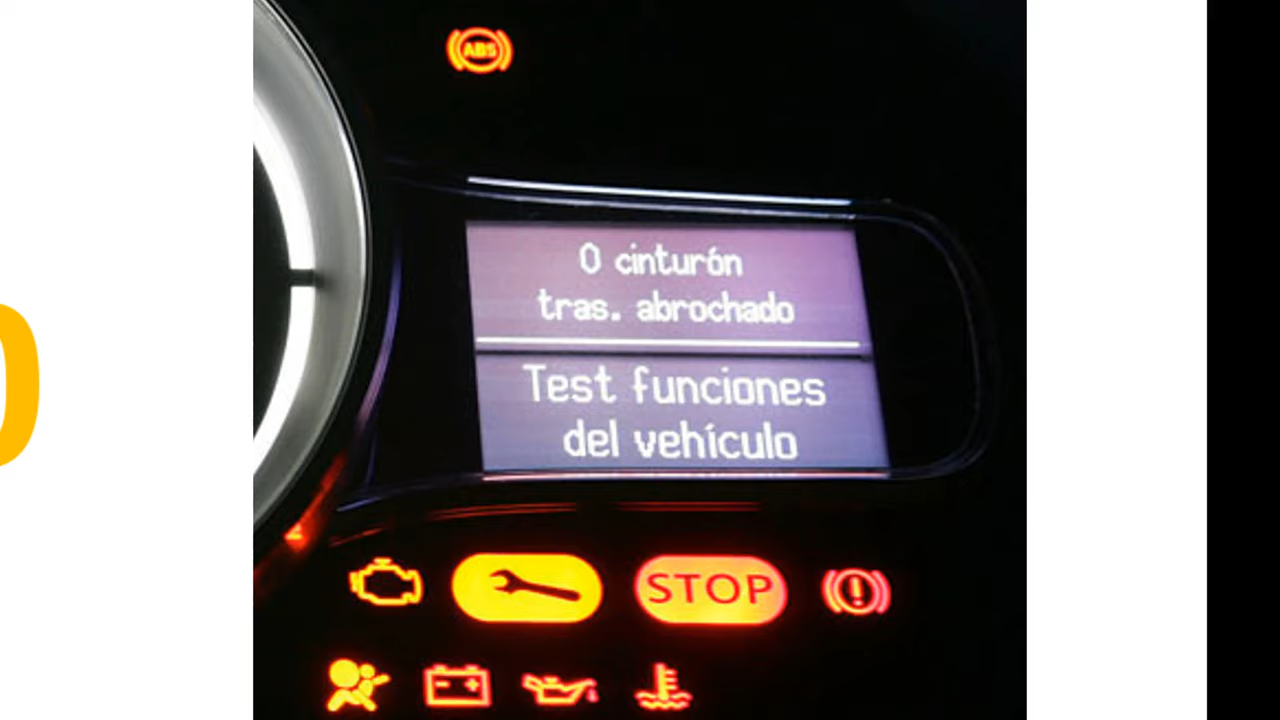 ABS
0 cinturón
tras. abrochado
Test funciones
del vehículo
STOP